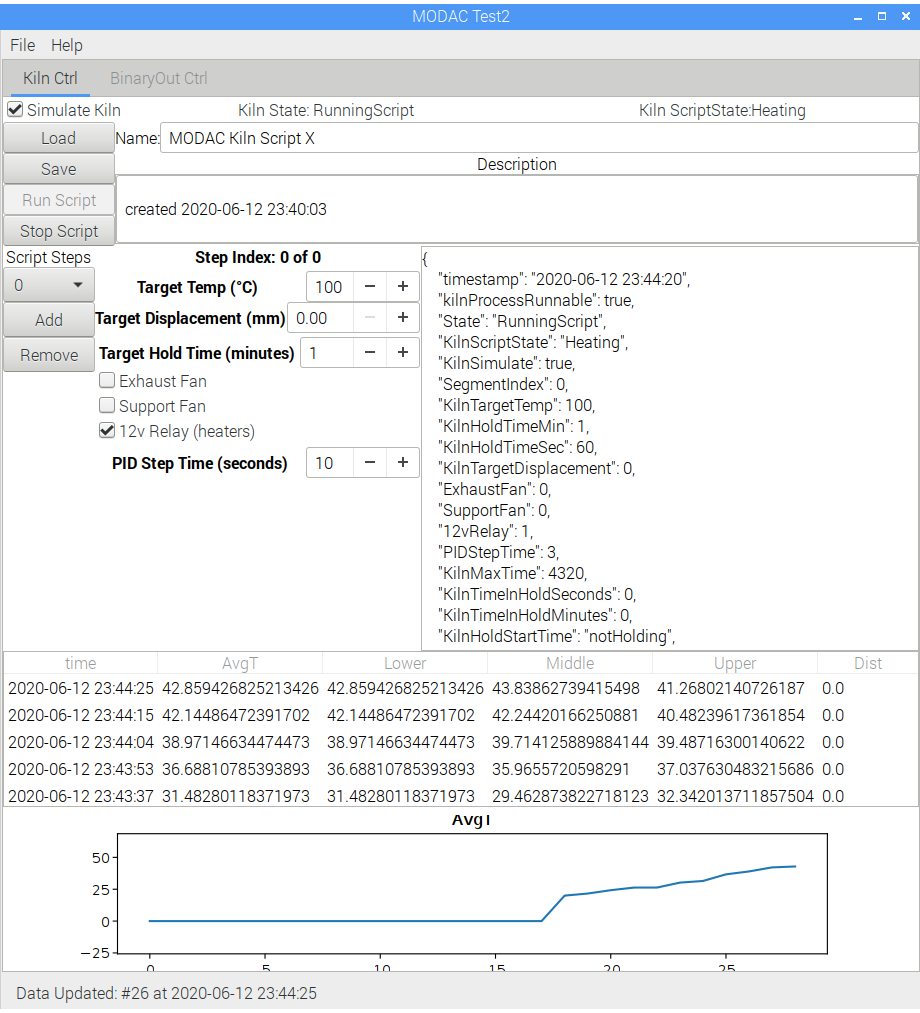 MODAC Test2
File Help
Kiln Ctrl BinaryOut Ctrl
Simulate Kiln Kiln State: RunningScript Kiln ScriptState:Heating
Load Name: MODAC Kiln Script X
Save Description
Run Script created 2020-06-12 23:40:03
Stop Script
Script Steps Step Index: 0 of 0
0 Target Temp (°C) 100 − +
Add Target Displacement (mm) 0.00 − +
Remove Target Hold Time (minutes) 1 − +
Exhaust Fan
Support Fan
12v Relay (heaters)
PID Step Time (seconds) 10 − +
{
"timestamp": "2020-06-12 23:44:20",
"kilnProcessRunnable": true,
"State": "RunningScript",
"KilnScriptState": "Heating",
"KilnSimulate": true,
"SegmentIndex": 0,
"KilnTargetTemp": 100,
"KilnHoldTimeMin": 1,
"KilnHoldTimeSec": 60,
"KilnTargetDisplacement": 0,
"ExhaustFan": 0,
"SupportFan": 0,
"12vRelay": 1,
"PIDStepTime": 3,
"KilnMaxTime": 4320,
"KilnTimeInHoldSeconds": 0,
"KilnTimeInHoldMinutes": 0,
"KilnHoldStartTime": "notHolding",
time AvgT Lower Middle Upper Dist
2020-06-12 23:44:25 42.859426825213426 42.859426825213426 43.83862739415498 41.26802140726187 0.0
2020-06-12 23:44:15 42.14486472391702 42.14486472391702 42.24420166250881 40.48239617361854 0.0
2020-06-12 23:44:04 38.97146634474473 38.97146634474473 39.714125889884144 39.48716300140622 0.0
2020-06-12 23:43:53 36.68810785393893 36.68810785393893 35.9655720598291 37.037630483215686 0.0
2020-06-12 23:43:37 31.48280118371973 31.48280118371973 29.462873822718123 32.342013711857504 0.0
AvgT
50
25
0
−25
0 5 10 15 20 25
Data Updated: #26 at 2020-06-12 23:44:25